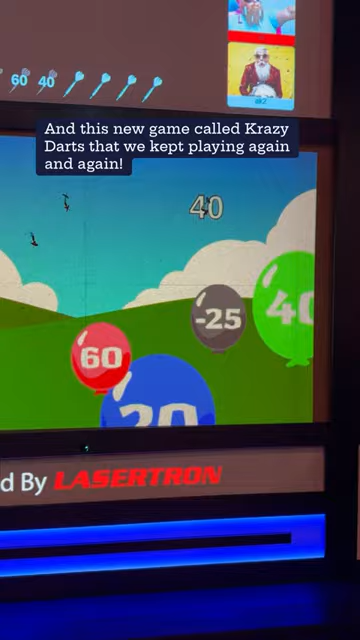 60 40
ak2
And this new game called Krazy
Darts that we kept playing again
and again!
40
-25
40
60
20
d By LASERTRON